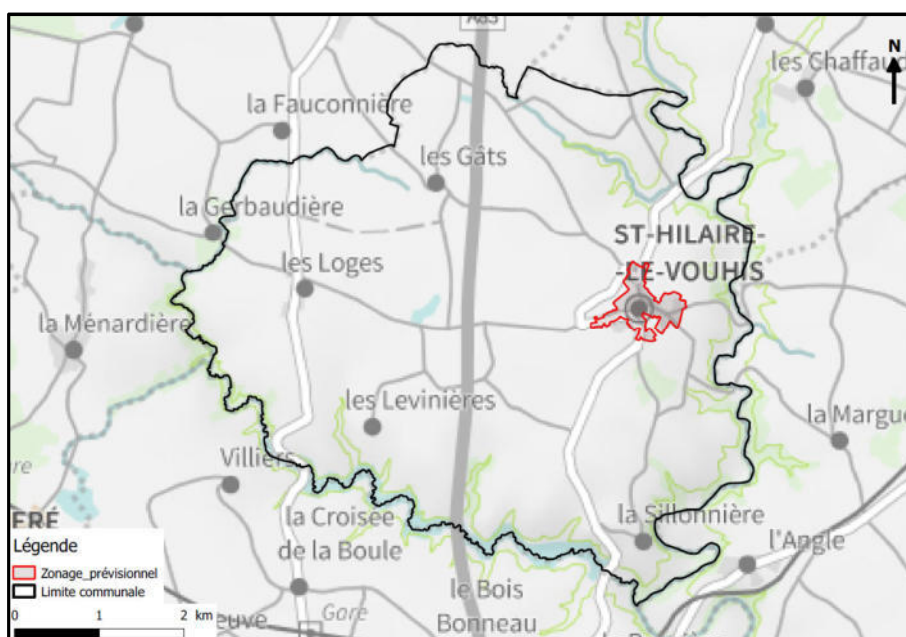 A83
N
les Chaffaud
la Fauconnière
les Gâts
la Gerbaudière
ST-HILAIRE-
-LE-VOUHIS
les Loges
la Ménardière
les Levinières
la Margue
Villiers
la Croisée
de la Boule
la Sillonnière
l'Angle
le Bois
Bonneau
Gare
ERÉ
Légende
Zonage_prévisionnel
Limite communale
0 1 2 km